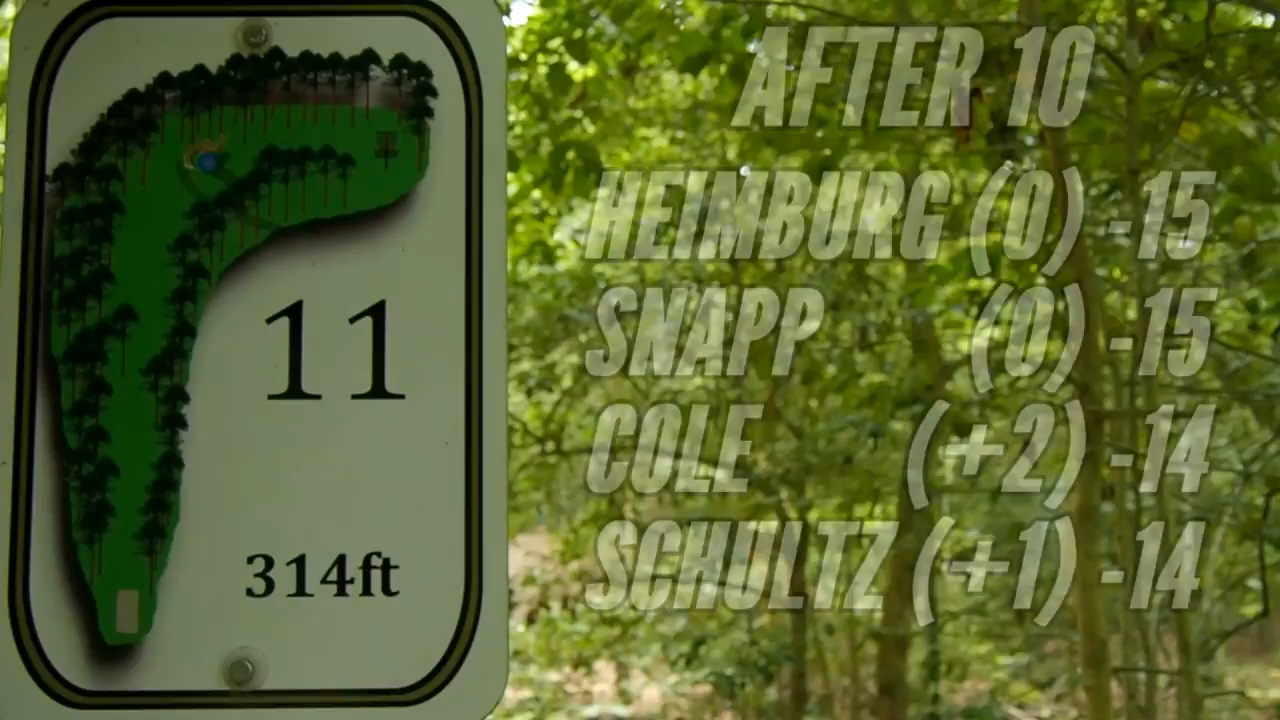 11
314ft
AFTER 10
HEIMBURG (0) -15
SNAPP (0) -15
COLE (+2) -14
SCHULTZ (+1) -14